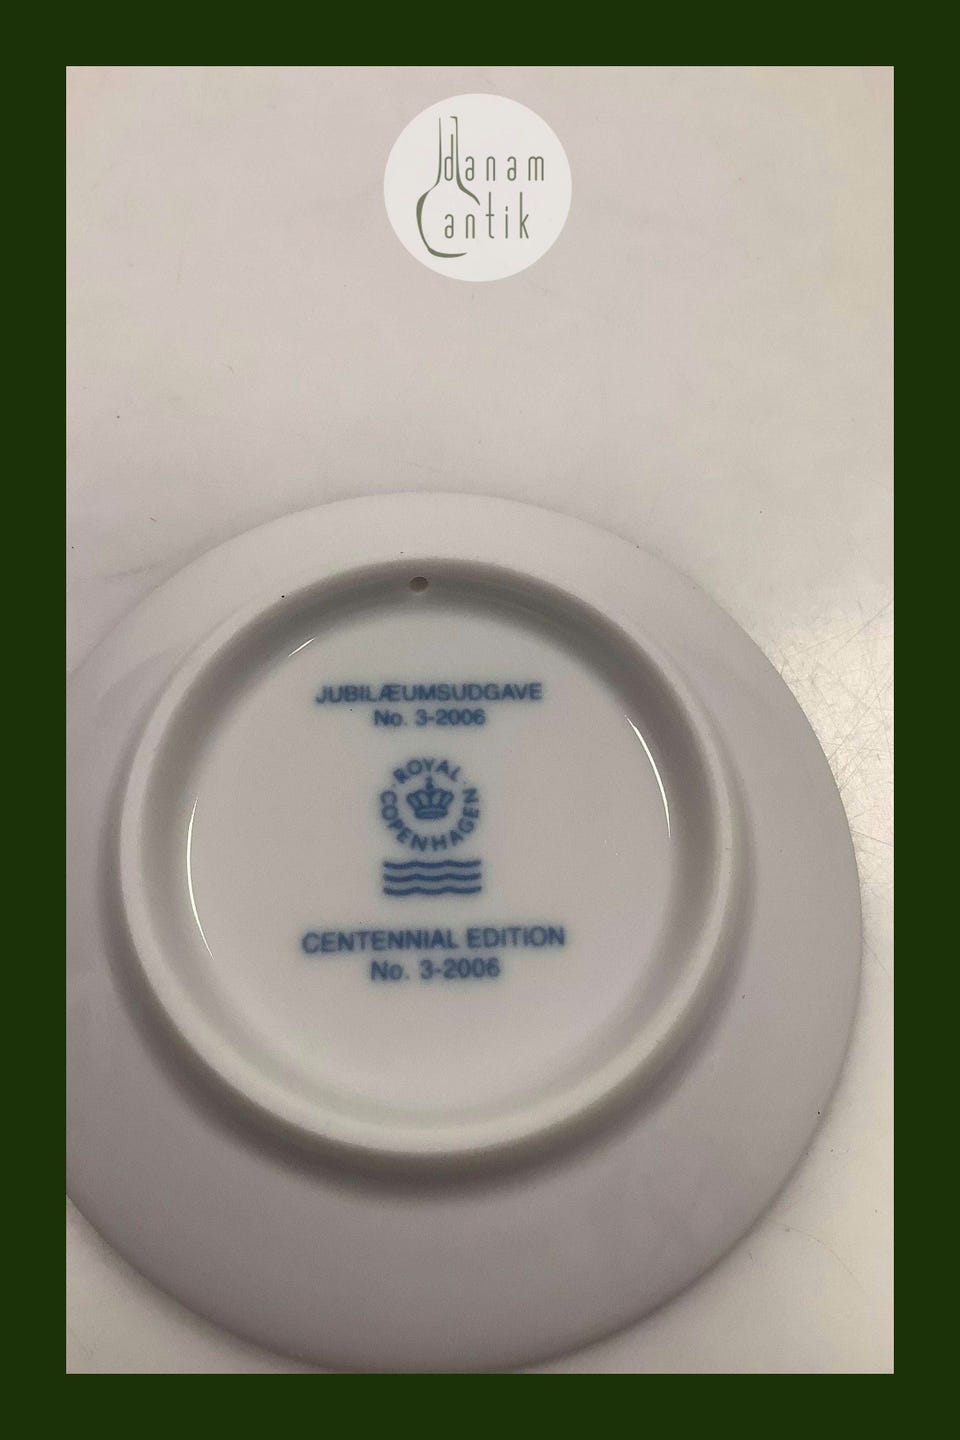 danam
antik
JUBILÆUMSUDGAVE
No. 3-2006
ROYAL
COPENHAGEN
CENTENNIAL EDITION
No. 3-2006